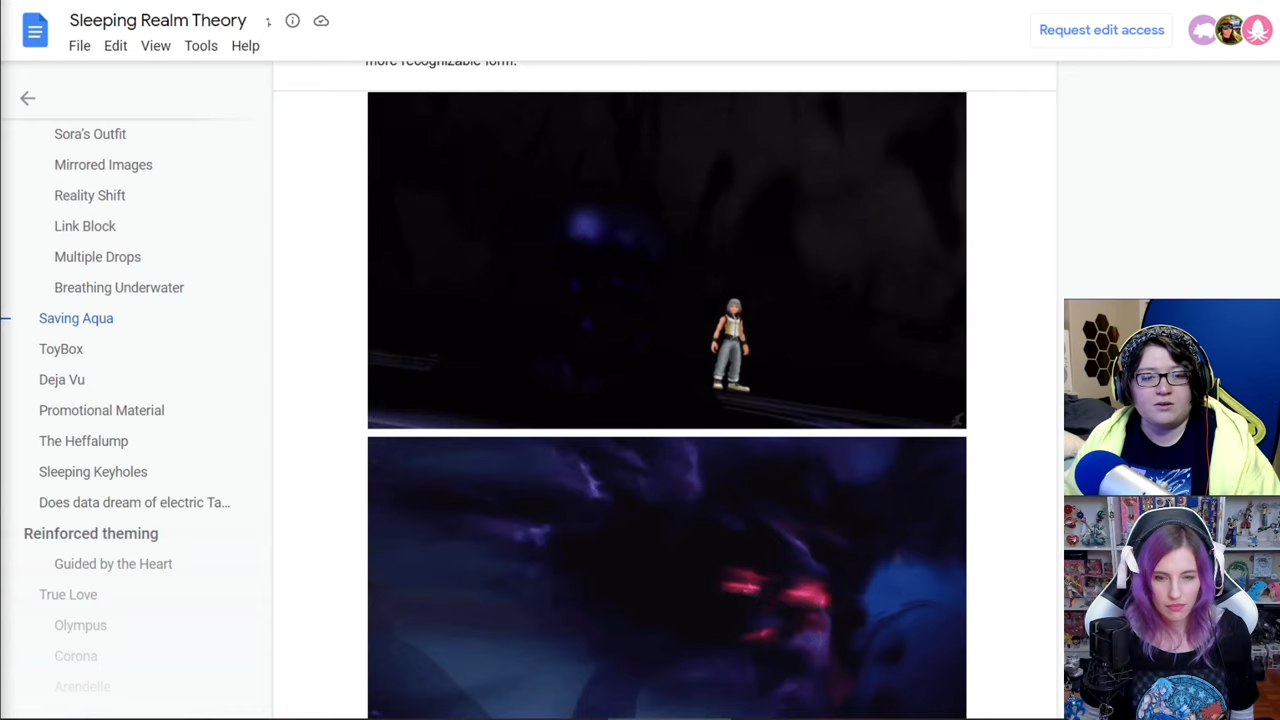 Sleeping Realm Theory
File Edit View Tools Help
Request edit access
more recognizable form.
Sora's Outfit
Mirrored Images
Reality Shift
Link Block
Multiple Drops
Breathing Underwater
Saving Aqua
ToyBox
Deja Vu
Promotional Material
The Heffalump
Sleeping Keyholes
Does data dream of electric Ta...
Reinforced theming
Guided by the Heart
True Love
Olympus
Corona
Arendelle